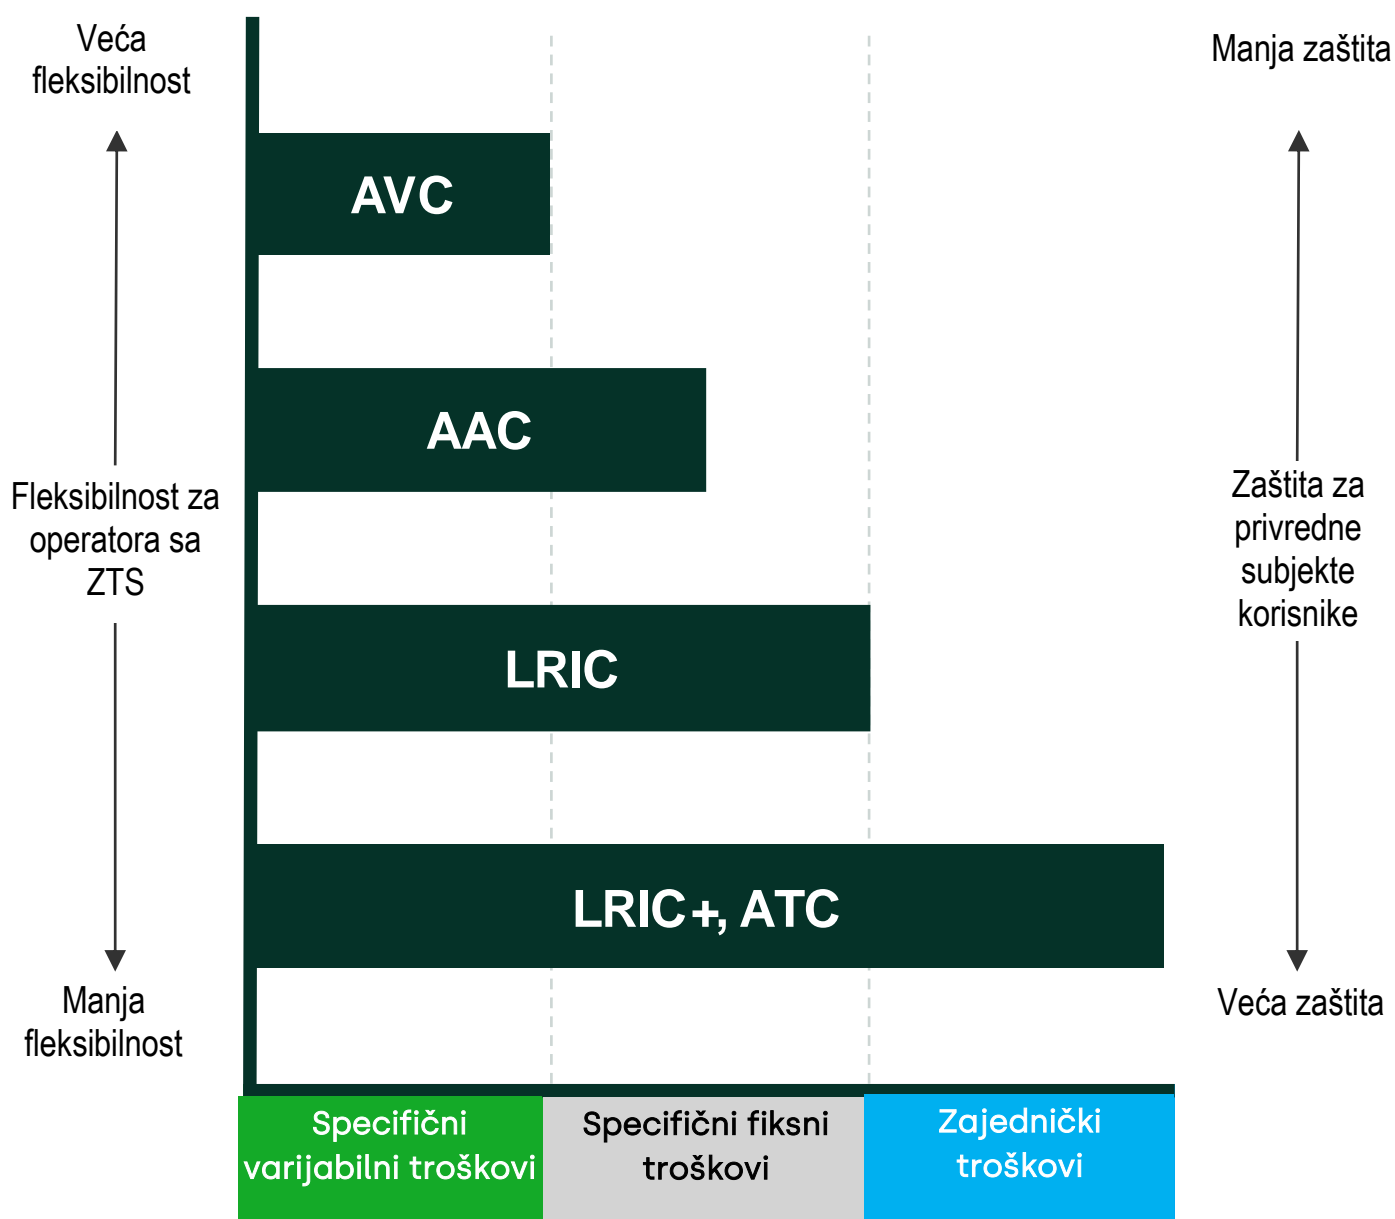 Veća
fleksibilnost
Manja zaštita
AVC
AAC
Fleksibilnost za
operatora sa
ZTS
Zaštita za
privredne
subjekte
korisnike
LRIC
LRIC+, ATC
Manja
fleksibilnost
Veća zaštita
Specifični
varijabilni troškovi
Specifični fiksni
troškovi
Zajednički
troškovi